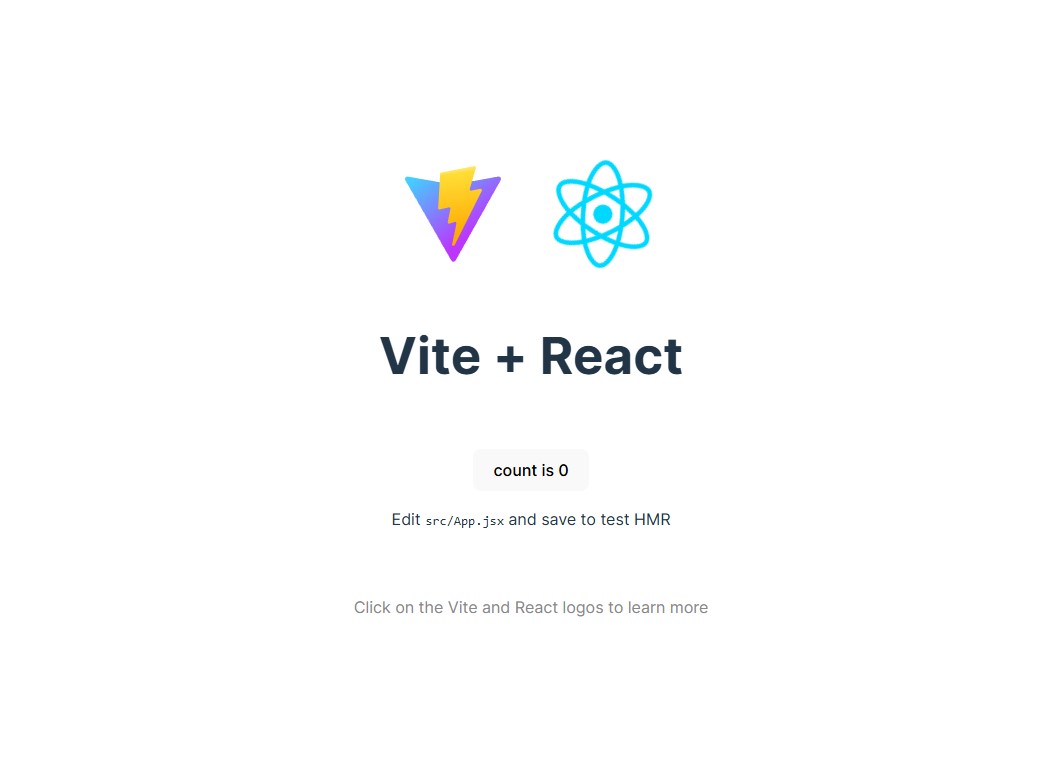 Vite + React
count is 0
Edit src/App.jsx and save to test HMR
Click on the Vite and React logos to learn more